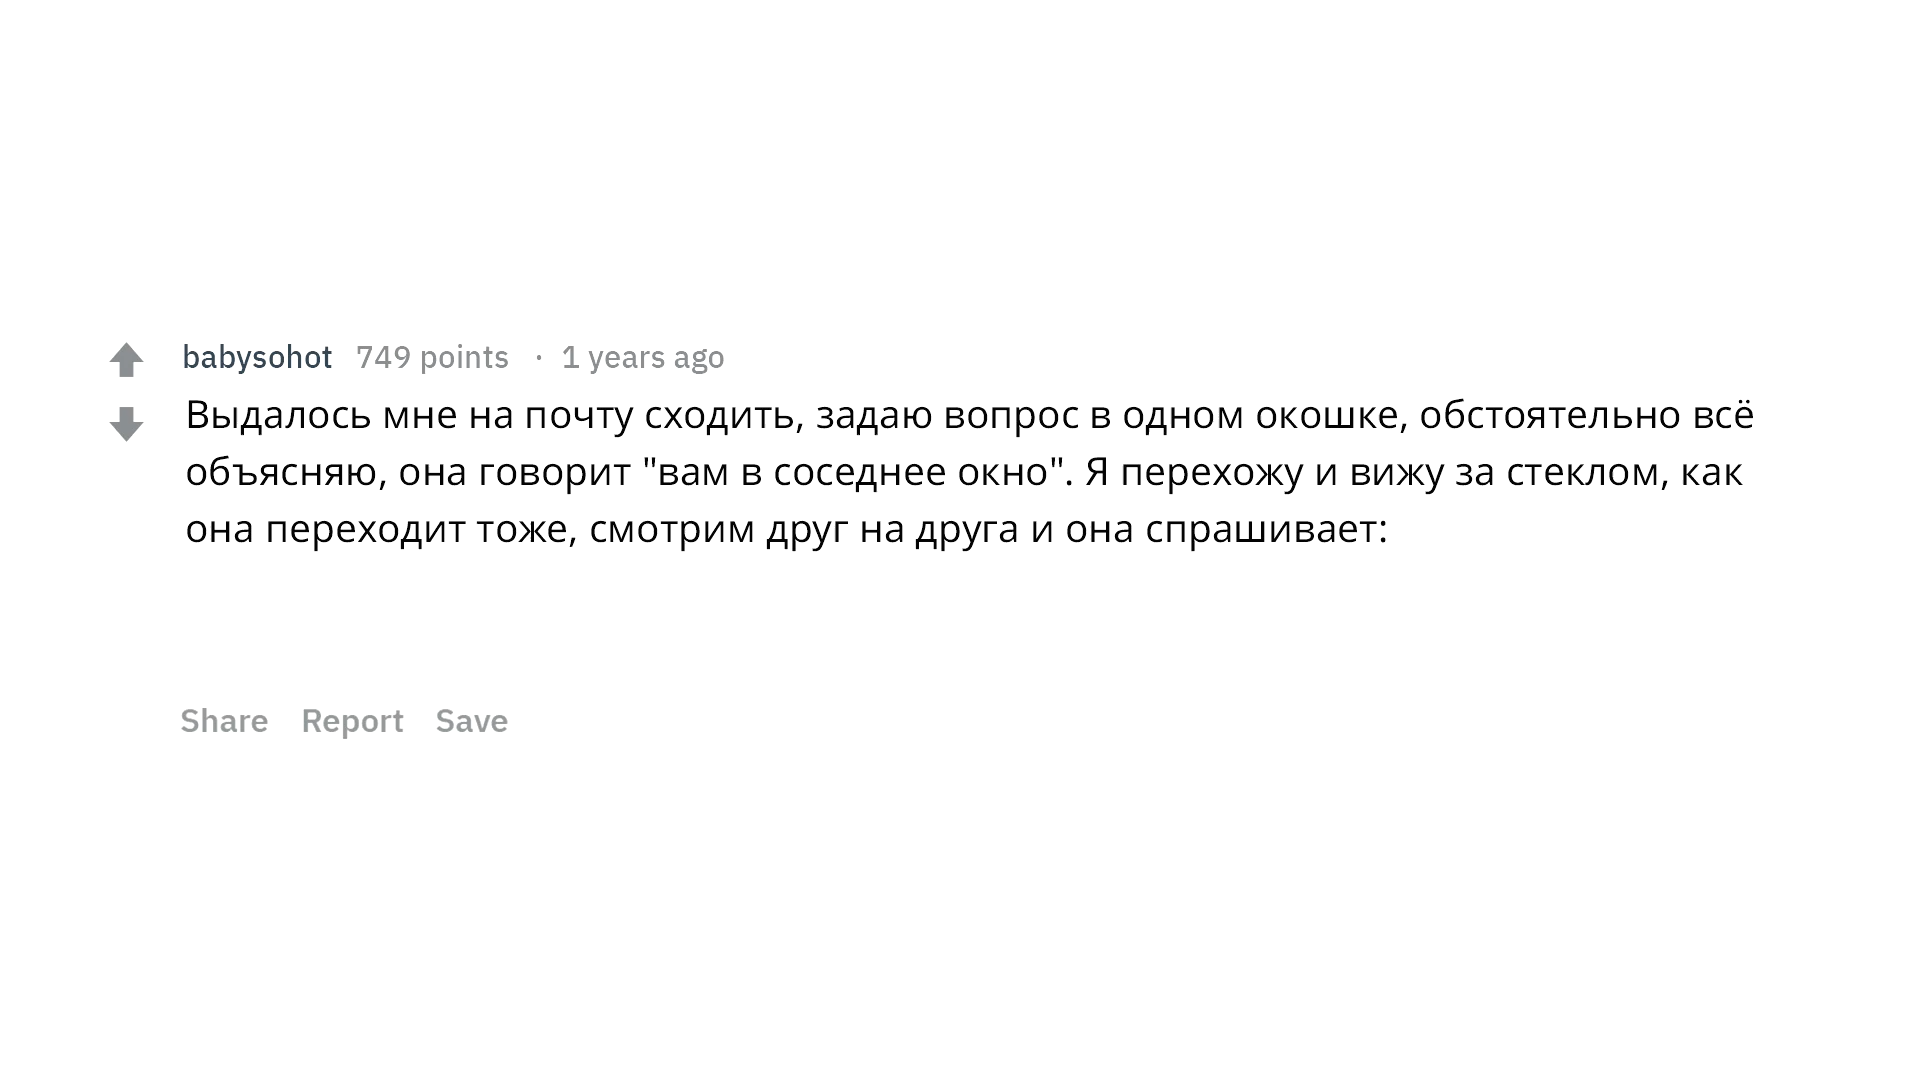 babysohot 749 points · 1 years ago
Выдалось мне на почту сходить, задаю вопрос в одном окошке, обстоятельно всё
объясняю, она говорит "вам в соседнее окно". Я перехожу и вижу за стеклом, как
она переходит тоже, смотрим друг на друга и она спрашивает:
Share Report Save